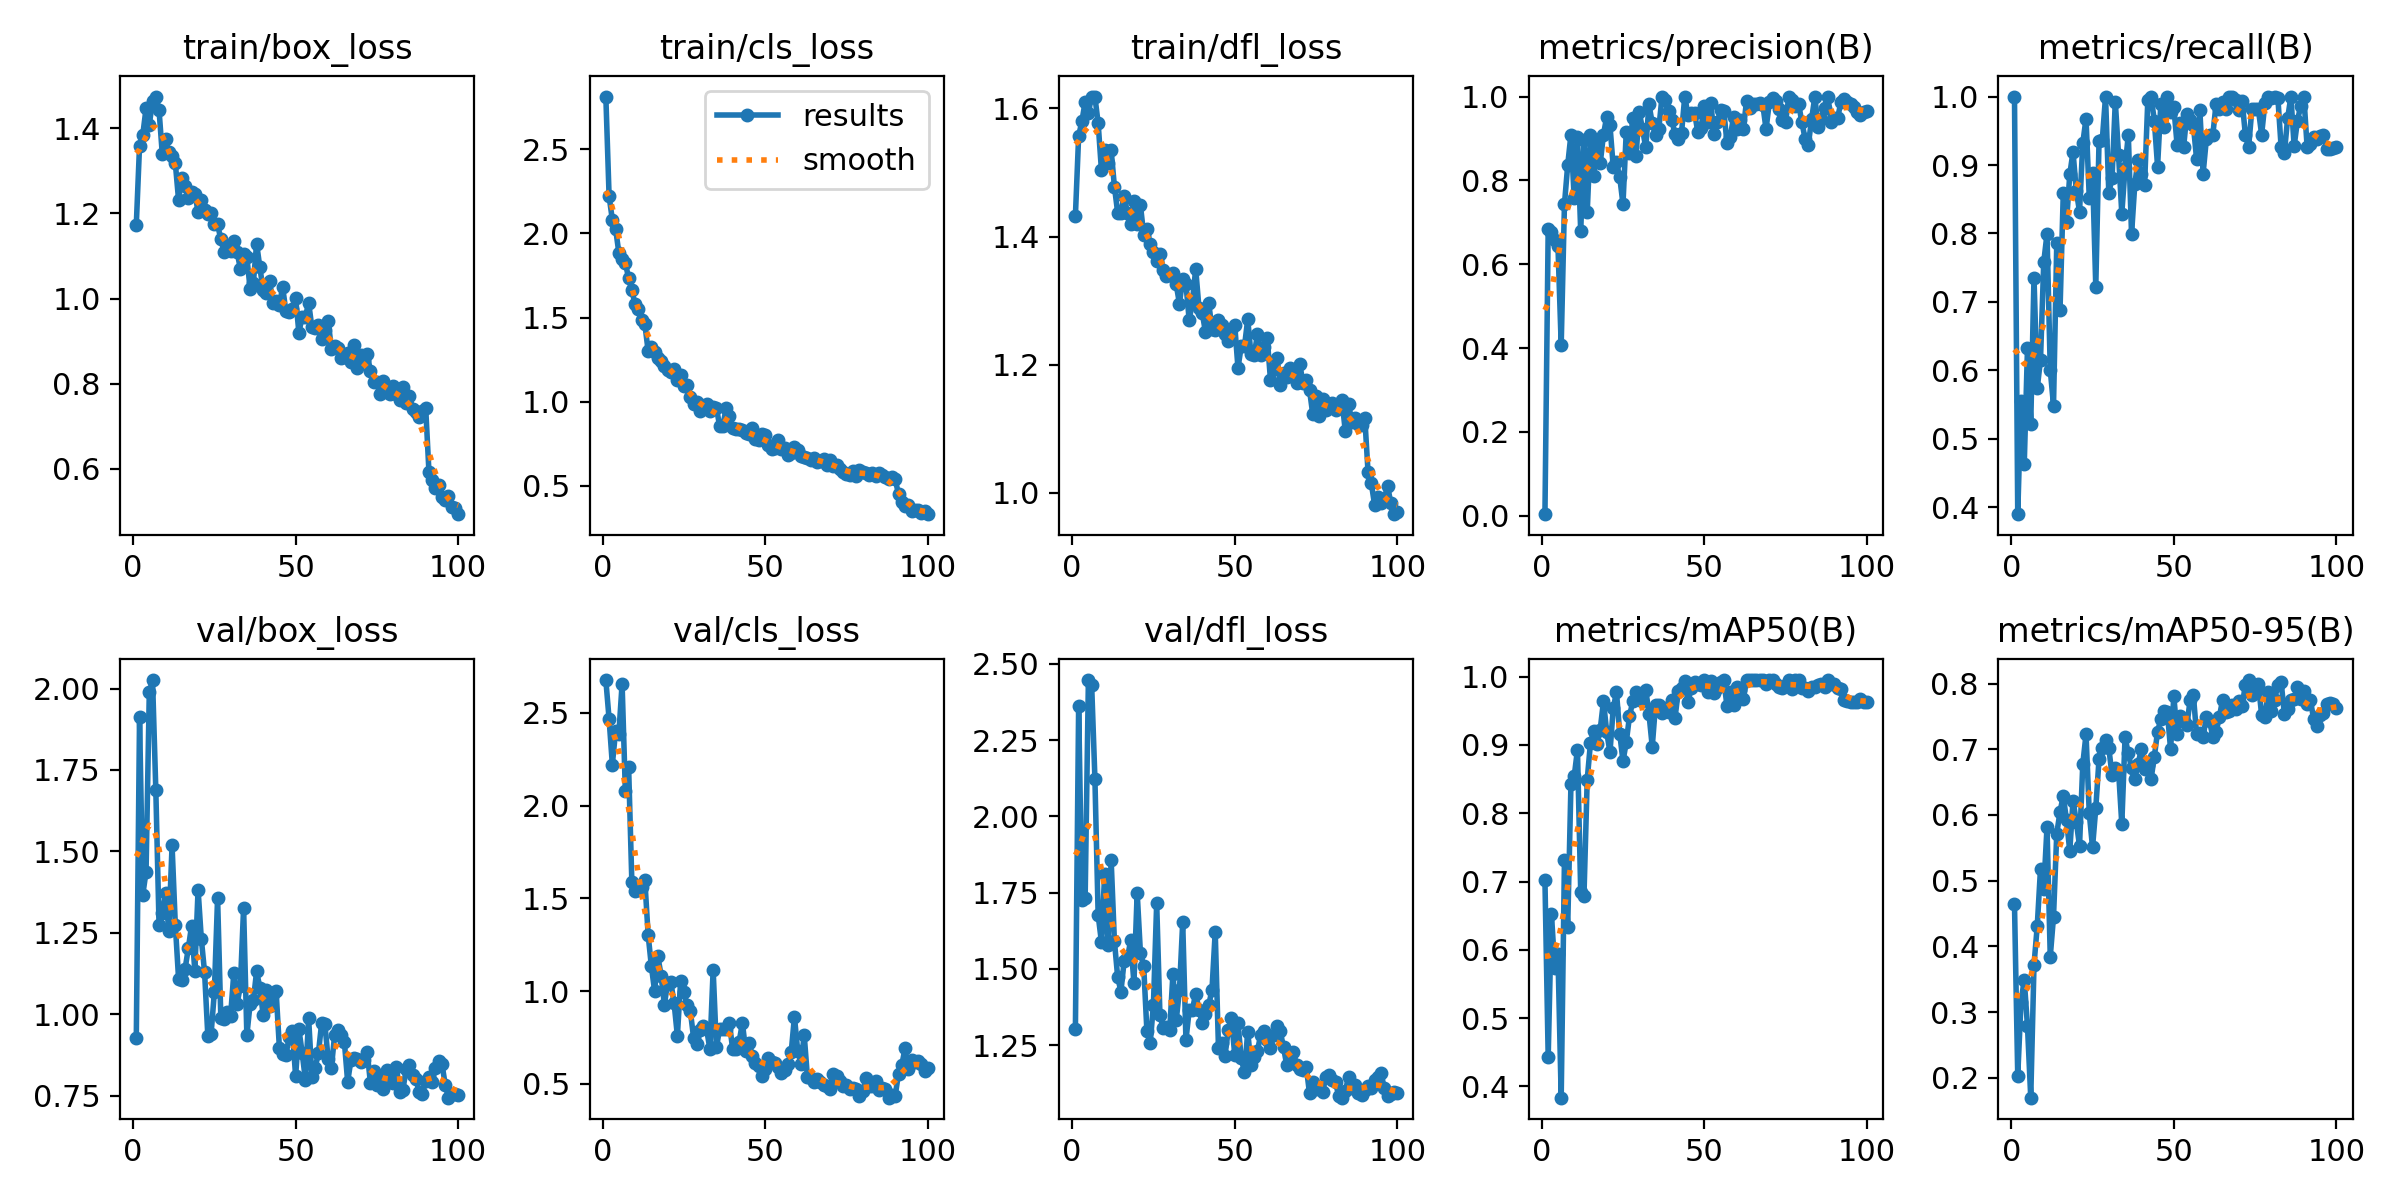 train/box_loss
1.4
1.2
1.0
0.8
0.6
0 50 100
train/cls_loss
results
smooth
2.5
2.0
1.5
1.0
0.5
0 50 100
train/dfl_loss
1.6
1.4
1.2
1.0
0 50 100
metrics/precision(B)
1.0
0.8
0.6
0.4
0.2
0.0
0 50 100
metrics/recall(B)
1.0
0.9
0.8
0.7
0.6
0.5
0.4
0 50 100
val/box_loss
2.00
1.75
1.50
1.25
1.00
0.75
0 50 100
val/cls_loss
2.5
2.0
1.5
1.0
0.5
0 50 100
val/dfl_loss
2.50
2.25
2.00
1.75
1.50
1.25
0 50 100
metrics/mAP50(B)
1.0
0.9
0.8
0.7
0.6
0.5
0.4
0 50 100
metrics/mAP50-95(B)
0.8
0.7
0.6
0.5
0.4
0.3
0.2
0 50 100